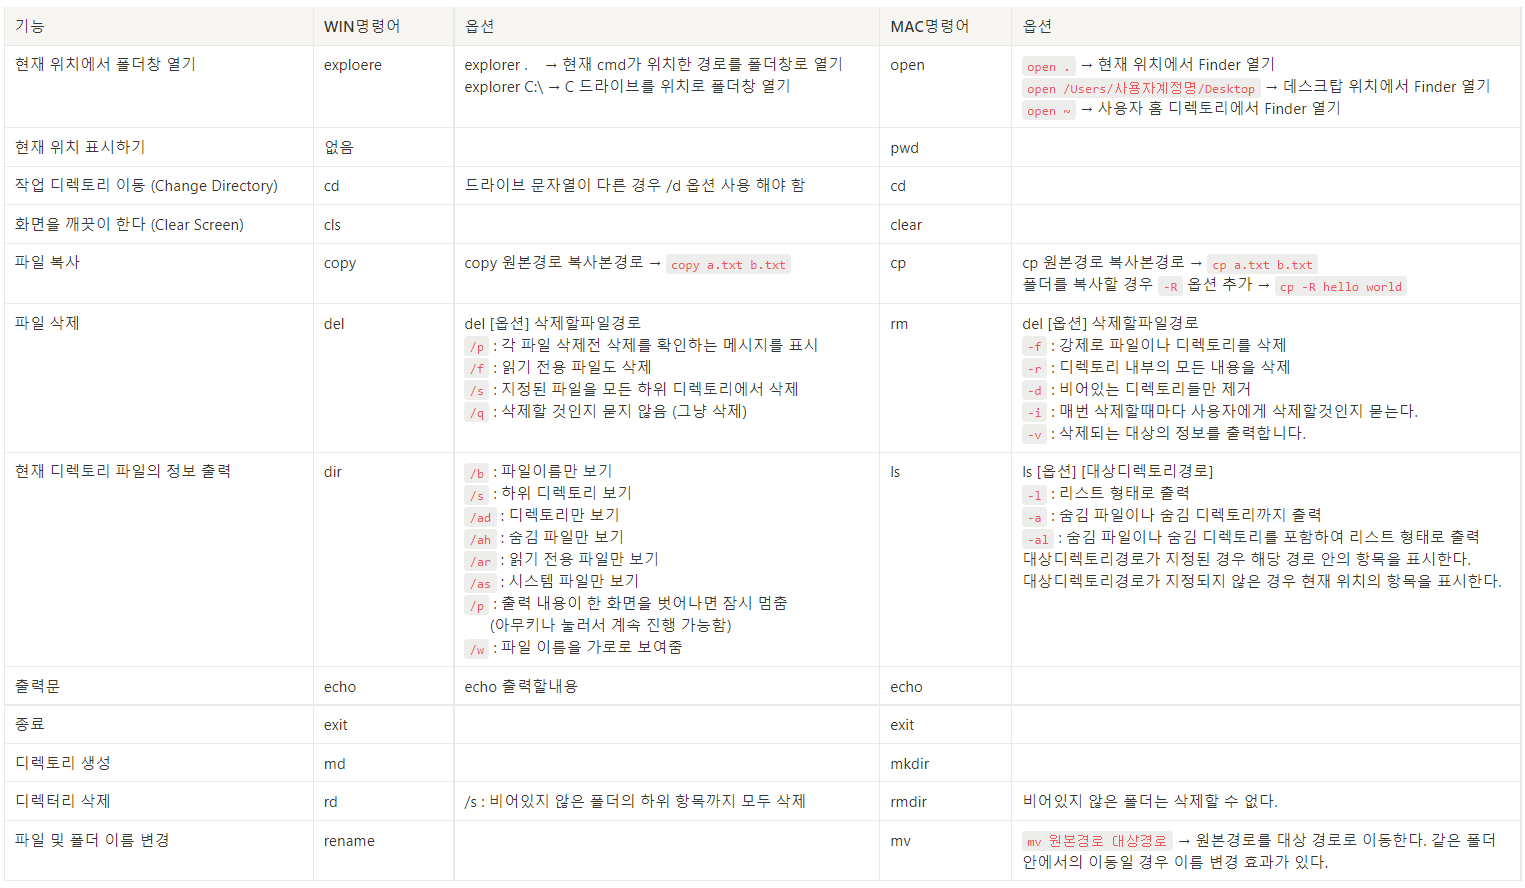 기능 WIN명령어 옵션 MAC명령어 옵션
현재 위치에서 폴더창 열기 exploere explorer . → 현재 cmd가 위치한 경로를 폴더창로 열기 open open . → 현재 위치에서 Finder 열기
explorer C:\ → C 드라이브를 위치로 폴더창 열기 open /Users/사용자계정명/Desktop → 데스크탑 위치에서 Finder 열기
open ~ → 사용자 홈 디렉토리에서 Finder 열기
현재 위치 표시하기 없음 pwd
작업 디렉토리 이동 (Change Directory) cd 드라이브 문자열이 다른 경우 /d 옵션 사용 해야 함 cd
화면을 깨끗이 한다 (Clear Screen) cls clear
파일 복사 copy copy 원본경로 복사본경로 → copy a.txt b.txt cp cp 원본경로 복사본경로 → cp a.txt b.txt
폴더를 복사할 경우 -R 옵션 추가 → cp -R hello world
파일 삭제 del del [옵션] 삭제할파일경로 rm del [옵션] 삭제할파일경로
/p : 각 파일 삭제전 삭제를 확인하는 메시지를 표시 -f : 강제로 파일이나 디렉토리를 삭제
/f : 읽기 전용 파일도 삭제 -r : 디렉토리 내부의 모든 내용을 삭제
/s : 지정된 파일을 모든 하위 디렉토리에서 삭제 -d : 비어있는 디렉토리들만 제거
/q : 삭제할 것인지 묻지 않음 (그냥 삭제) -i : 매번 삭제할때마다 사용자에게 삭제할것인지 묻는다.
-v : 삭제되는 대상의 정보를 출력합니다.
현재 디렉토리 파일의 정보 출력 dir /b : 파일이름만 보기 ls ls [옵션] [대상디렉토리경로]
/s : 하위 디렉토리 보기 -l : 리스트 형태로 출력
/ad : 디렉토리만 보기 -a : 숨김 파일이나 숨김 디렉토리까지 출력
/ah : 숨김 파일만 보기 -al : 숨김 파일이나 숨김 디렉토리를 포함하여 리스트 형태로 출력
/ar : 읽기 전용 파일만 보기 대상디렉토리경로가 지정된 경우 해당 경로 안의 항목을 표시한다.
/as : 시스템 파일만 보기 대상디렉토리경로가 지정되지 않은 경우 현재 위치의 항목을 표시한다.
/p : 출력 내용이 한 화면을 벗어나면 잠시 멈춤
(아무키나 눌러서 계속 진행 가능함)
/w : 파일 이름을 가로로 보여줌
출력문 echo echo 출력할내용 echo
종료 exit exit
디렉토리 생성 md mkdir
디렉터리 삭제 rd /s : 비어있지 않은 폴더의 하위 항목까지 모두 삭제 rmdir 비어있지 않은 폴더는 삭제할 수 없다.
파일 및 폴더 이름 변경 rename mv mv 원본경로 대상경로 → 원본경로를 대상 경로로 이동한다. 같은 폴더
안에서의 이동일 경우 이름 변경 효과가 있다.